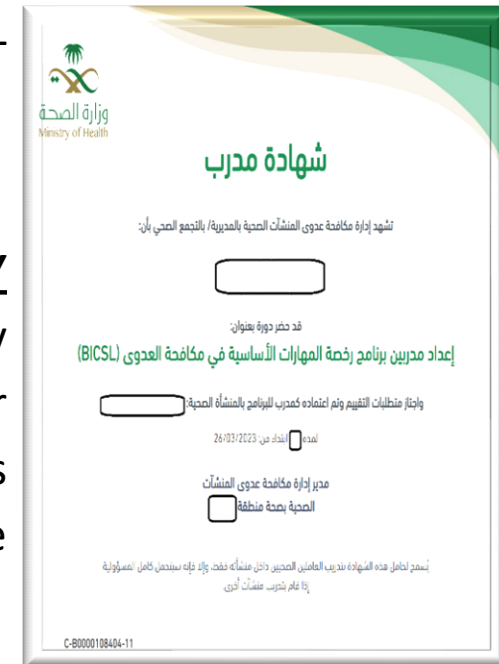 وزارة الصحة
Ministry of Health
شهادة مدرب
تشهد إدارة مكافحة عدوى المنشآت الصحية بالمديرية/ بالتجمع الصحي بأن:
قد حضر دورة بعنوان:
إعداد مدربين برنامج رخصة المهارات الأساسية في مكافحة العدوى (BICSL)
واجتاز متطلبات التقييم وتم اعتماده كمدرب للبرنامج بالمنشأة الصحية:
لمدة ابتداء من: 26/03/2023
مدير إدارة مكافحة عدوى المنشآت
الصحية بصحة منطقة
يُسمح لحامل هذه الشهادة بتدريب العاملين الصحيين داخل منشأته فقط، وإلا فإنه سيتحمل كامل المسؤولية
إذا قام بتدريب منشآت أخرى.
C-B0000108404-11
y
r
s
e